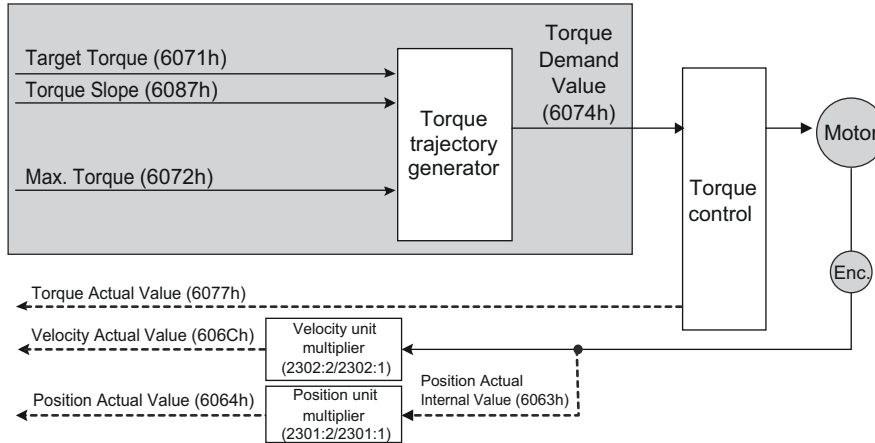 Target Torque (6071h)
Torque Slope (6087h)
Max. Torque (6072h)
Torque
trajectory
generator
Torque
Demand
Value
(6074h)
Torque
control
Motor
Enc.
Torque Actual Value (6077h)
Velocity Actual Value (606Ch)
Velocity unit
multiplier
(2302:2/2302:1)
Position Actual
Internal Value (6063h)
Position Actual Value (6064h)
Position unit
multiplier
(2301:2/2301:1)